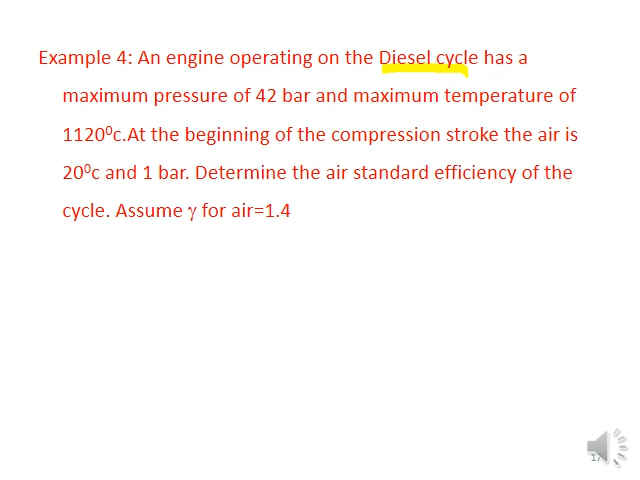 Example 4: An engine operating on the Diesel cycle has a
maximum pressure of 42 bar and maximum temperature of
1120⁰c.At the beginning of the compression stroke the air is
20⁰c and 1 bar. Determine the air standard efficiency of the
cycle. Assume γ for air=1.4